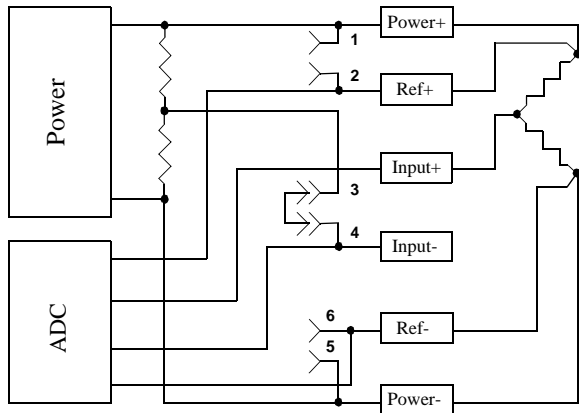 Power
ADC
1
2
3
4
6
5
Power+
Ref+
Input+
Input-
Ref-
Power-